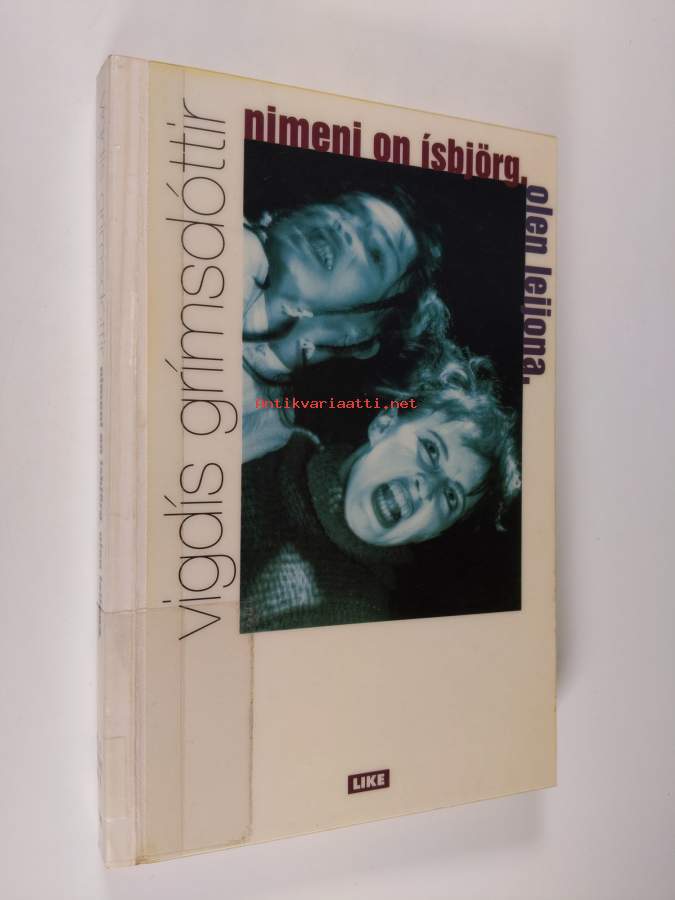 vigdís grímsdóttir
nimeni on ísbjörg.
olen leijona.
antikvariaatti.net
LIKE